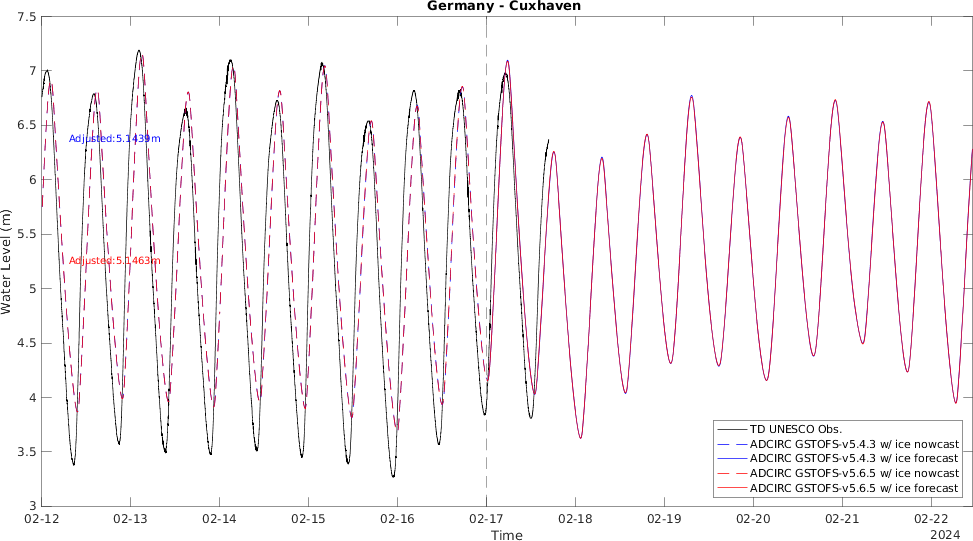 Germany - Cuxhaven
7.5
7
6.5
6
5.5
5
4.5
4
3.5
3
Water Level (m)
Adjusted:5.1439m
Adjusted:5.1463m
TD UNESCO Obs.
ADCIRC GSTOFS-v5.4.3 w/ ice nowcast
ADCIRC GSTOFS-v5.4.3 w/ ice forecast
ADCIRC GSTOFS-v5.6.5 w/ ice nowcast
ADCIRC GSTOFS-v5.6.5 w/ ice forecast
02-12 02-13 02-14 02-15 02-16 02-17 02-18 02-19 02-20 02-21 02-22
Time
2024